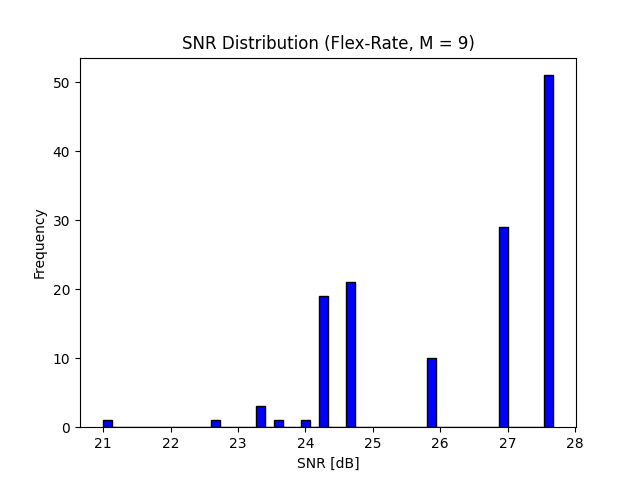 SNR Distribution (Flex-Rate, M = 9)
50
40
30
20
10
0
Frequency
21 22 23 24 25 26 27 28
SNR [dB]